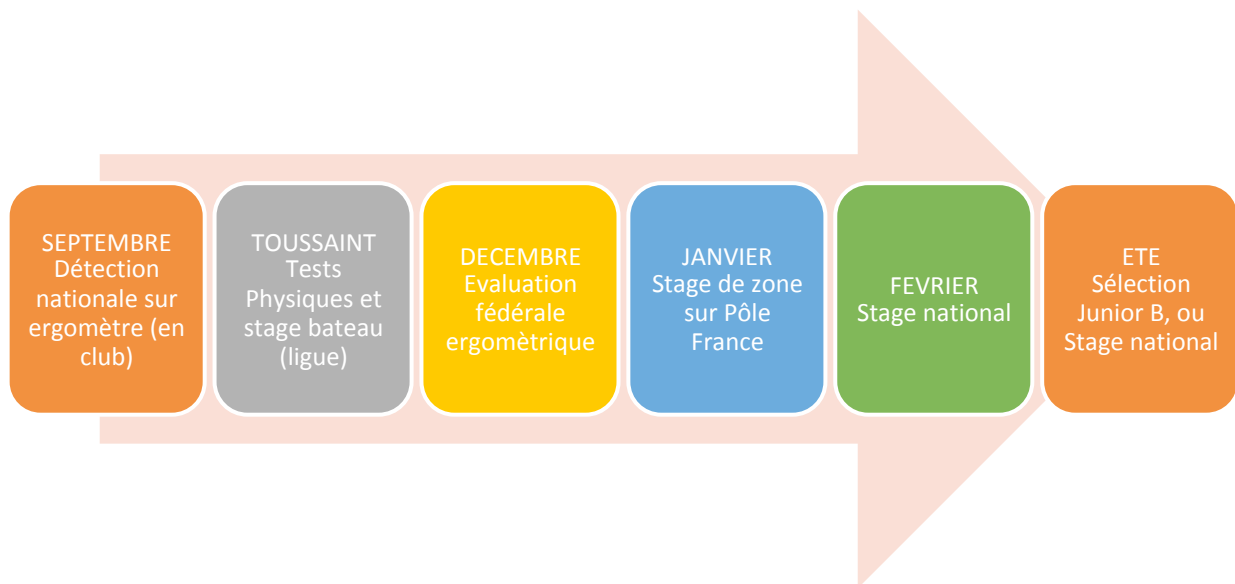 SEPTEMBRE
Détection
nationale sur
ergomètre (en
club)
TOUSSAINT
Tests
Physiques et
stage bateau
(ligue)
DECEMBRE
Evaluation
fédérale
ergomètrique
JANVIER
Stage de zone
sur Pôle
France
FEVRIER
Stage national
ETE
Sélection
Junior B, ou
Stage national